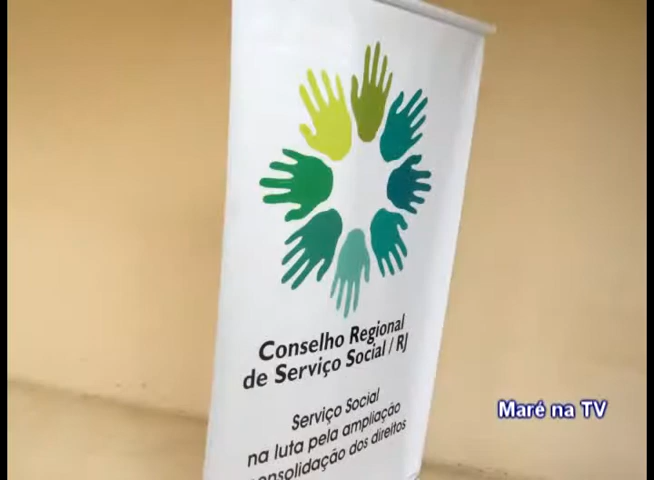 Conselho Regional
de Serviço Social / RJ
Serviço Social
na luta pela ampliação
consolidação dos direitos
Maré na TV